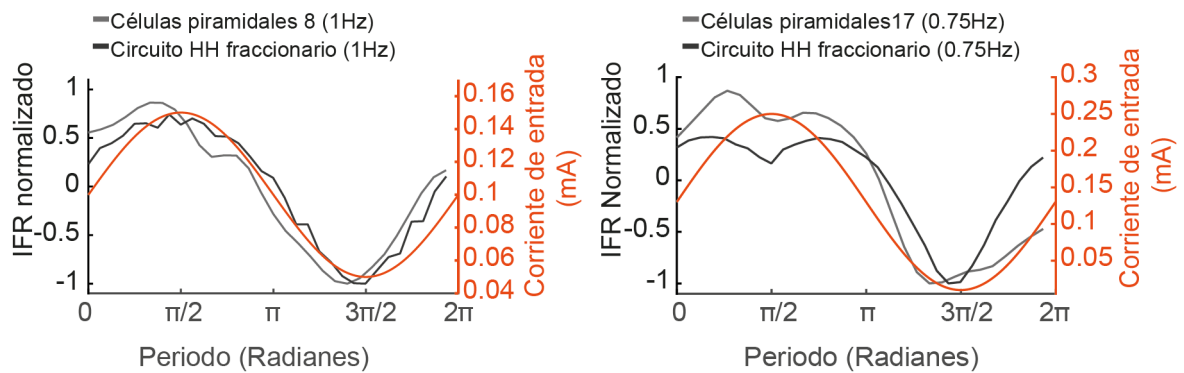 Células piramidales 8 (1Hz)
Circuito HH fraccionario (1Hz)
IFR normalizado
1
0.5
0
-0.5
-1
0
π/2
π
3π/2
2π
Periodo (Radianes)
0.16
0.14
0.12
0.1
0.08
0.06
0.04
Corriente de entrada
(mA)
Células piramidales17 (0.75Hz)
Circuito HH fraccionario (0.75Hz)
IFR Normalizado
1
0.5
0
-0.5
-1
0
π/2
π
3π/2
2π
Periodo (Radianes)
0.3
0.25
0.2
0.15
0.1
0.05
Corriente de entrada
(mA)